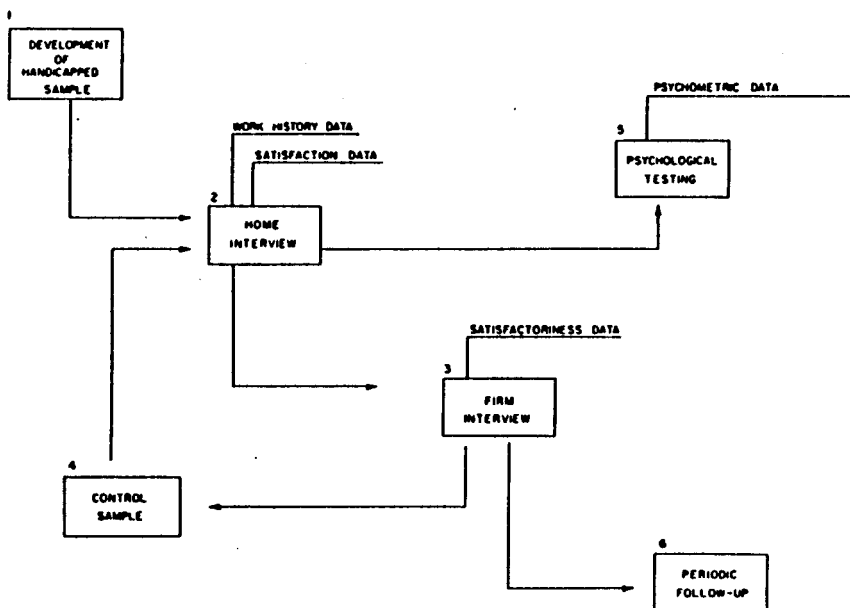 1
DEVELOPMENT
OF
HANDICAPPED
SAMPLE
PSYCHOMETRIC DATA
5
PSYCHOLOGICAL
TESTING
WORK HISTORY DATA
SATISFACTION DATA
2
HOME
INTERVIEW
SATISFACTORINESS DATA
3
FIRM
INTERVIEW
4
CONTROL
SAMPLE
6
PERIODIC
FOLLOW-UP